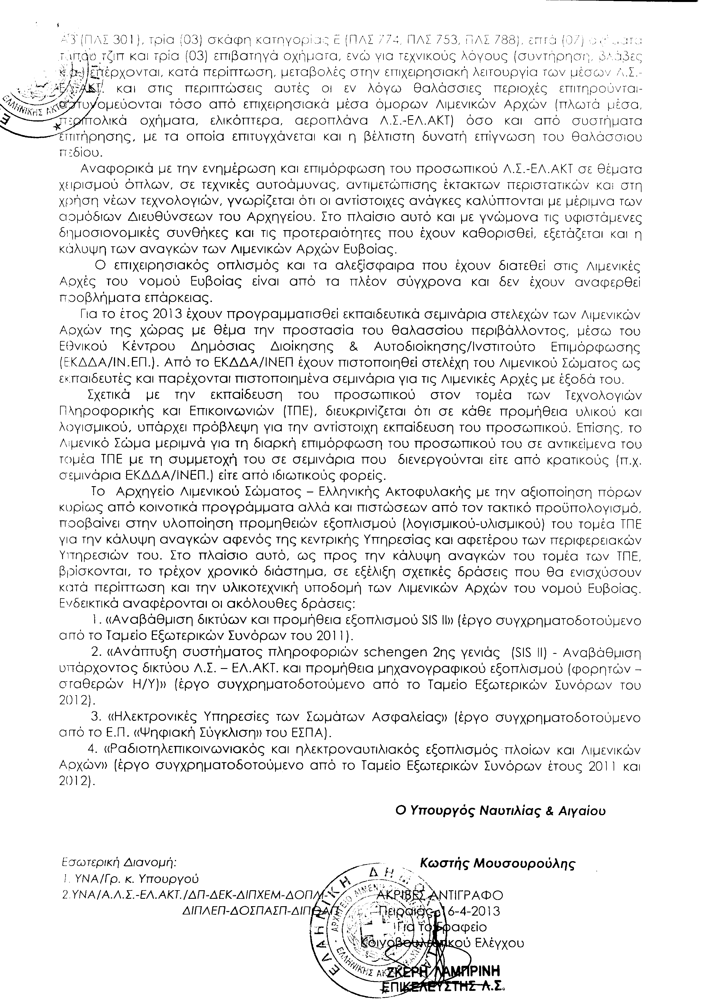 Α3 (ΠΛΣ 301), τρία (03) σκάφη κατηγορίας Ε (ΠΛΣ 774, ΠΛΣ 753, ΠΛΣ 788), επτά (07) οχήματα
τύπου τζιπ και τρία (03) επιβατηγά οχήματα, ενώ για τεχνικούς λόγους (συντήρηση, βλάβες
κ.α.) επέρχονται, κατά περίπτωση, μεταβολές στην επιχειρησιακή λειτουργία των μέσων Λ.Σ.-
ΕΛ.ΑΚΤ. και στις περιπτώσεις αυτές οι εν λόγω θαλάσσιες περιοχές επιτηρούνται-
αστυνομεύονται τόσο από επιχειρησιακά μέσα όμορων Λιμενικών Αρχών (πλωτά μέσα,
περιπολικά οχήματα, ελικόπτερα, αεροπλάνα Λ.Σ.-ΕΛ.ΑΚΤ) όσο και από συστήματα
επιτήρησης, με τα οποία επιτυγχάνεται και η βέλτιστη δυνατή επίγνωση του θαλάσσιου
πεδίου.
Αναφορικά με την ενημέρωση και επιμόρφωση του προσωπικού Λ.Σ.-ΕΛ.ΑΚΤ σε θέματα
χειρισμού όπλων, σε τεχνικές αυτοάμυνας, αντιμετώπισης έκτακτων περιστατικών και στη
χρήση νέων τεχνολογιών, γνωρίζεται ότι οι αντίστοιχες ανάγκες καλύπτονται με μέριμνα των
αρμόδιων Διευθύνσεων του Αρχηγείου. Στο πλαίσιο αυτό και με γνώμονα τις υφιστάμενες
δημοσιονομικές συνθήκες και τις προτεραιότητες που έχουν καθορισθεί, εξετάζεται και η
κάλυψη των αναγκών των Λιμενικών Αρχών Ευβοίας.
Ο επιχειρησιακός οπλισμός και τα αλεξίσφαιρα που έχουν διατεθεί στις Λιμενικές
Αρχές του νομού Ευβοίας είναι από τα πλέον σύγχρονα και δεν έχουν αναφερθεί
προβλήματα επάρκειας.
Για το έτος 2013 έχουν προγραμματισθεί εκπαιδευτικά σεμινάρια στελεχών των Λιμενικών
Αρχών της χώρας με θέμα την προστασία του θαλασσίου περιβάλλοντος, μέσω του
Εθνικού Κέντρου Δημόσιας Διοίκησης & Αυτοδιοίκησης/Ινστιτούτο Επιμόρφωσης
(ΕΚΔΔΑ/ΙΝ.ΕΠ.). Από το ΕΚΔΔΑ/ΙΝΕΠ έχουν πιστοποιηθεί στελέχη του Λιμενικού Σώματος ως
εκπαιδευτές και παρέχονται πιστοποιημένα σεμινάρια για τις Λιμενικές Αρχές με έξοδά του.
Σχετικά με την εκπαίδευση του προσωπικού στον τομέα των Τεχνολογιών
Πληροφορικής και Επικοινωνιών (ΤΠΕ), διευκρινίζεται ότι σε κάθε προμήθεια υλικού και
λογισμικού, υπάρχει πρόβλεψη για την αντίστοιχη εκπαίδευση του προσωπικού. Επίσης, το
Λιμενικό Σώμα μεριμνά για τη διαρκή επιμόρφωση του προσωπικού του σε αντικείμενα του
τομέα ΤΠΕ με τη συμμετοχή του σε σεμινάρια που διενεργούνται είτε από κρατικούς (π.χ.
σεμινάρια ΕΚΔΔΑ/ΙΝΕΠ.) είτε από ιδιωτικούς φορείς.
Το Αρχηγείο Λιμενικού Σώματος – Ελληνικής Ακτοφυλακής με την αξιοποίηση πόρων
κυρίως από κοινοτικά προγράμματα αλλά και πιστώσεων από τον τακτικό προϋπολογισμό,
προβαίνει στην υλοποίηση προμηθειών εξοπλισμού (λογισμικού-υλισμικού) του τομέα ΤΠΕ
για την κάλυψη αναγκών αφενός της κεντρικής Υπηρεσίας και αφετέρου των περιφερειακών
Υπηρεσιών του. Στο πλαίσιο αυτό, ως προς την κάλυψη αναγκών του τομέα των ΤΠΕ,
βρίσκονται, το τρέχον χρονικό διάστημα, σε εξέλιξη σχετικές δράσεις που θα ενισχύσουν
κατά περίπτωση και την υλικοτεχνική υποδομή των Λιμενικών Αρχών του νομού Ευβοίας.
Ενδεικτικά αναφέρονται οι ακόλουθες δράσεις:
1. «Αναβάθμιση δικτύων και προμήθεια εξοπλισμού SIS II» (έργο συγχρηματοδοτούμενο
από το Ταμείο Εξωτερικών Συνόρων του 2011).
2. «Ανάπτυξη συστήματος πληροφοριών schengen 2ης γενιάς (SIS II) - Αναβάθμιση
υπάρχοντος δικτύου Λ.Σ. – ΕΛ.ΑΚΤ. και προμήθεια μηχανογραφικού εξοπλισμού (φορητών –
σταθερών Η/Υ)» (έργο συγχρηματοδοτούμενο από το Ταμείο Εξωτερικών Συνόρων του
2012).
3. «Ηλεκτρονικές Υπηρεσίες των Σωμάτων Ασφαλείας» (έργο συγχρηματοδοτούμενο
από το Ε.Π. «Ψηφιακή Σύγκλιση» του ΕΣΠΑ).
4. «Ραδιοτηλεπικοινωνιακός και ηλεκτροναυτιλιακός εξοπλισμός πλοίων και Λιμενικών
Αρχών» (έργο συγχρηματοδοτούμενο από το Ταμείο Εξωτερικών Συνόρων έτους 2011 και
2012).
Ο Υπουργός Ναυτιλίας & Αιγαίου
Κωστής Μουσουρούλης
Εσωτερική Διανομή:
1. ΥΝΑ/Γρ. κ. Υπουργού
2.ΥΝΑ/Α.Λ.Σ.-ΕΛ.ΑΚΤ./ΔΠ-ΔΕΚ-ΔΙΠΧΕΜ-ΔΟΠΛ-
ΔΙΠΛΕΠ-ΔΟΣΠΑΣΠ-
ΑΚΡΙΒΕΣ ΑΝΤΙΓΡΑΦΟ
Πειραιάς, 16-4-2013
Για το Γραφείο
Κοινοβουλευτικού Ελέγχου
ΖΚΕΡΗ ΛΑΜΠΡΙΝΗ
ΕΠΙΚΕΛΕΥΣΤΗΣ Λ.Σ.